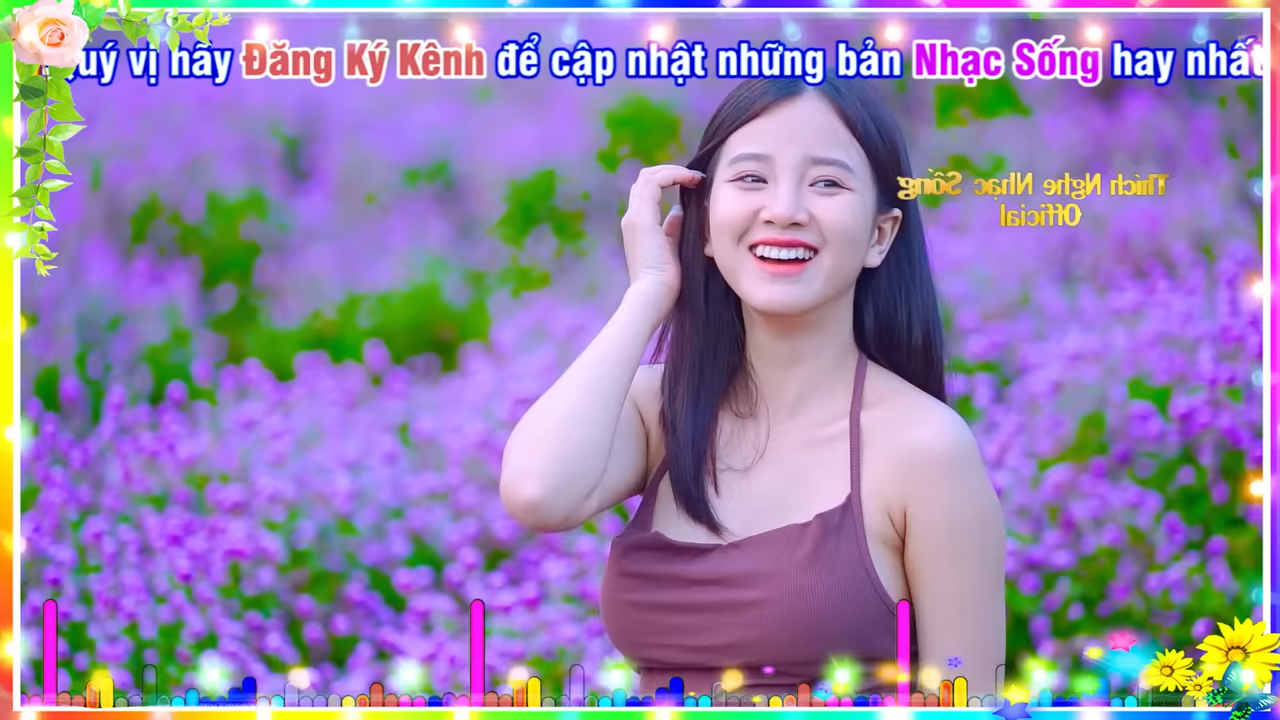 quý vị hãy Đăng Ký Kênh để cập nhật những bản Nhạc Sống hay nhất
Thích Nghe Nhạc Sống
Official